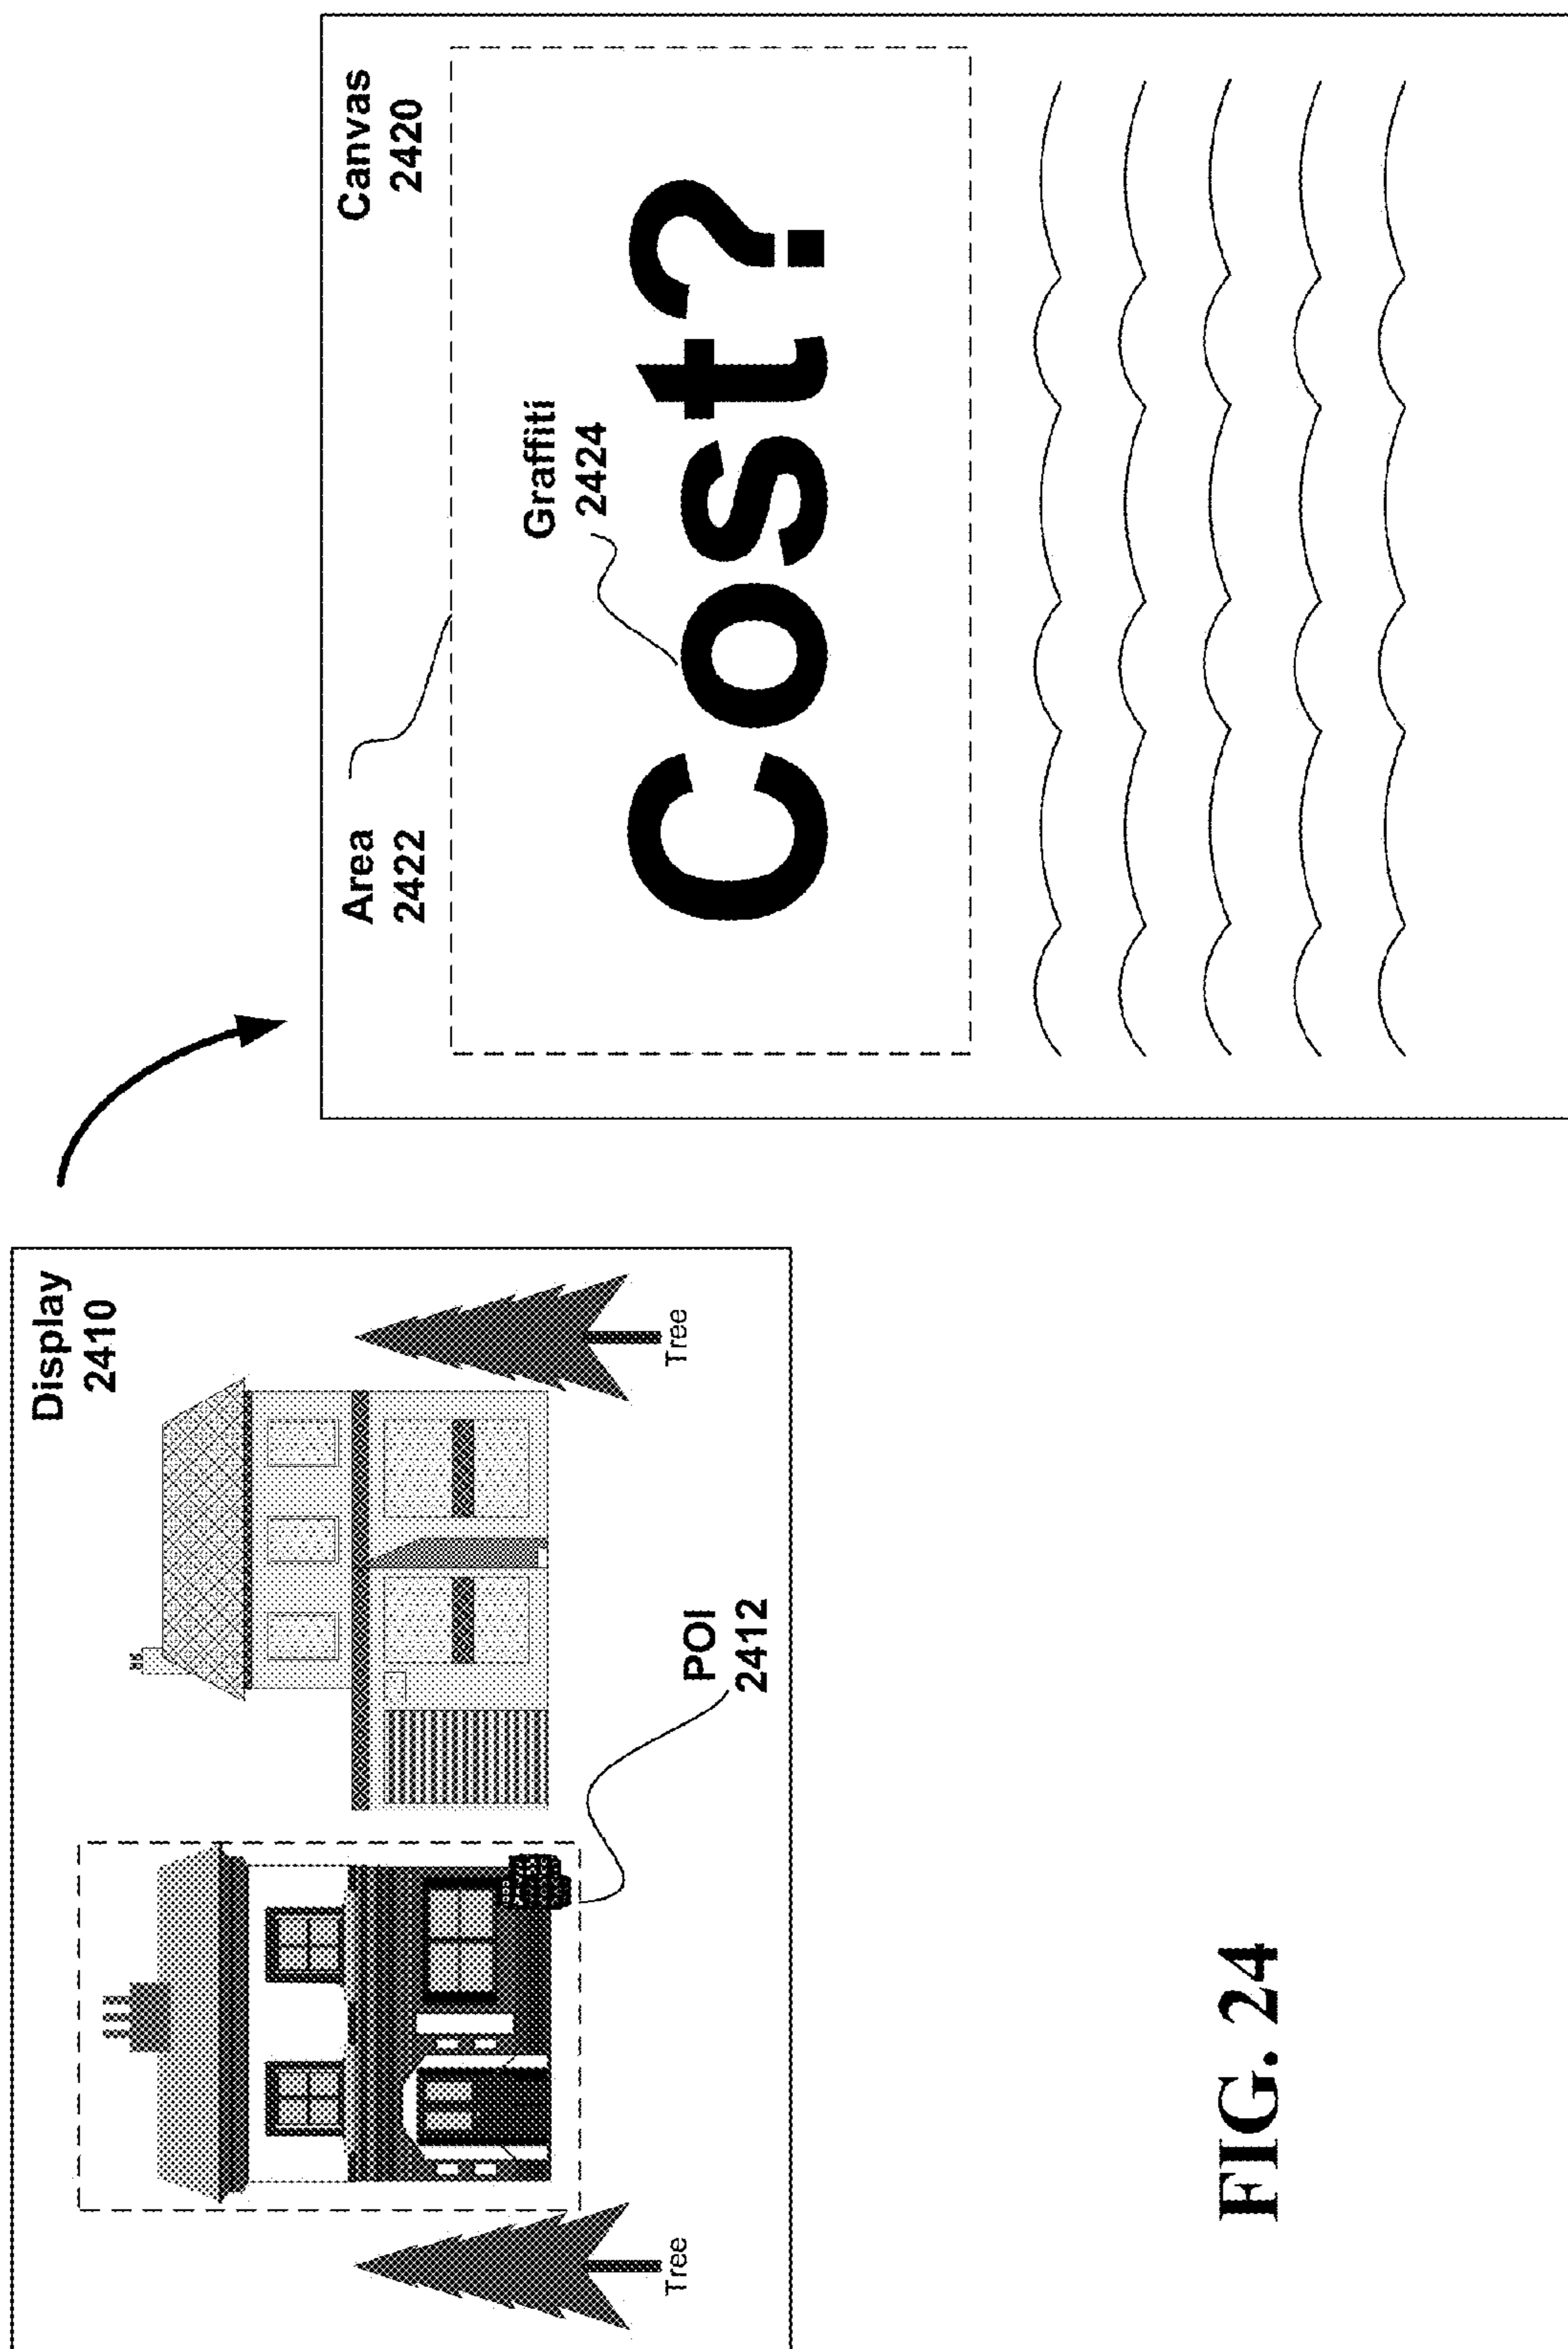 Display
2410
Tree
Tree
POI
2412
Canvas
2420
Area
2422
Graffiti
2424
Cost?
FIG. 24